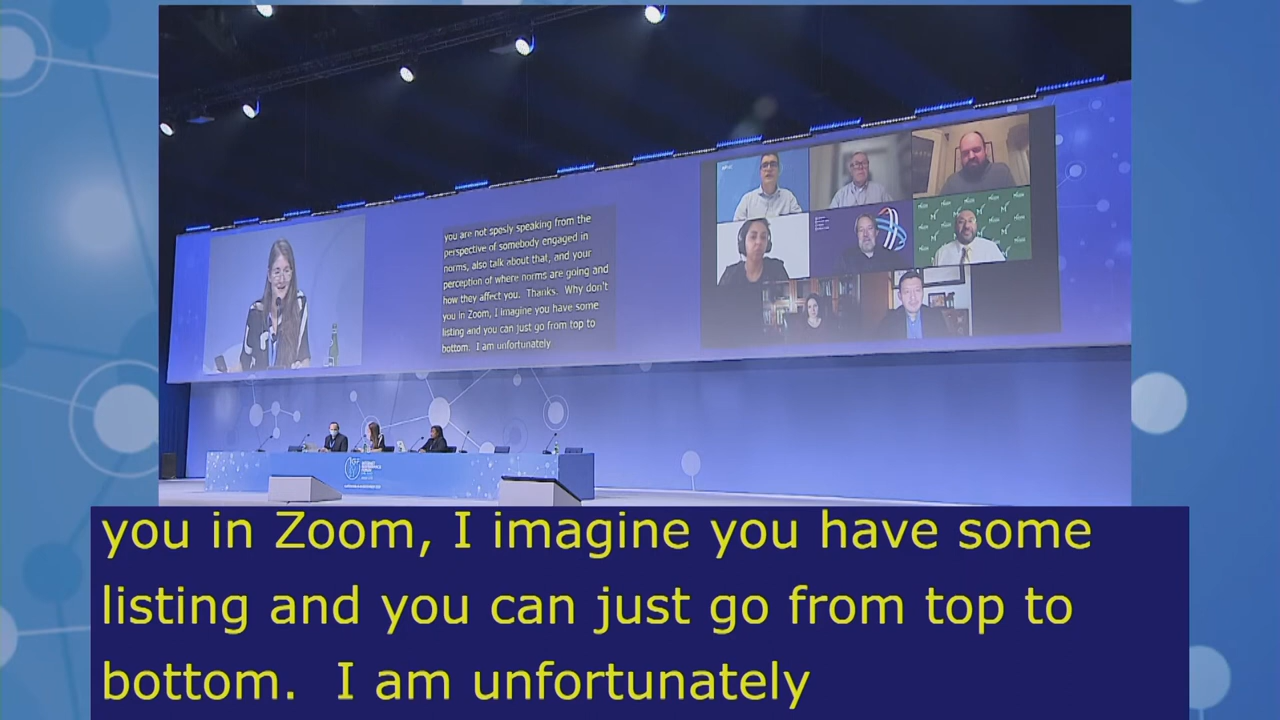 you are not spesly speaking from the
perspective of somebody engaged in
norms, also talk about that, and your
perception of where norms are going and
how they affect you. Thanks. Why don't
you in Zoom, I imagine you have some
listing and you can just go from top to
bottom. I am unfortunately
INTERNET
GOVERNANCE
FORUM
you in Zoom, I imagine you have some
listing and you can just go from top to
bottom. I am unfortunately